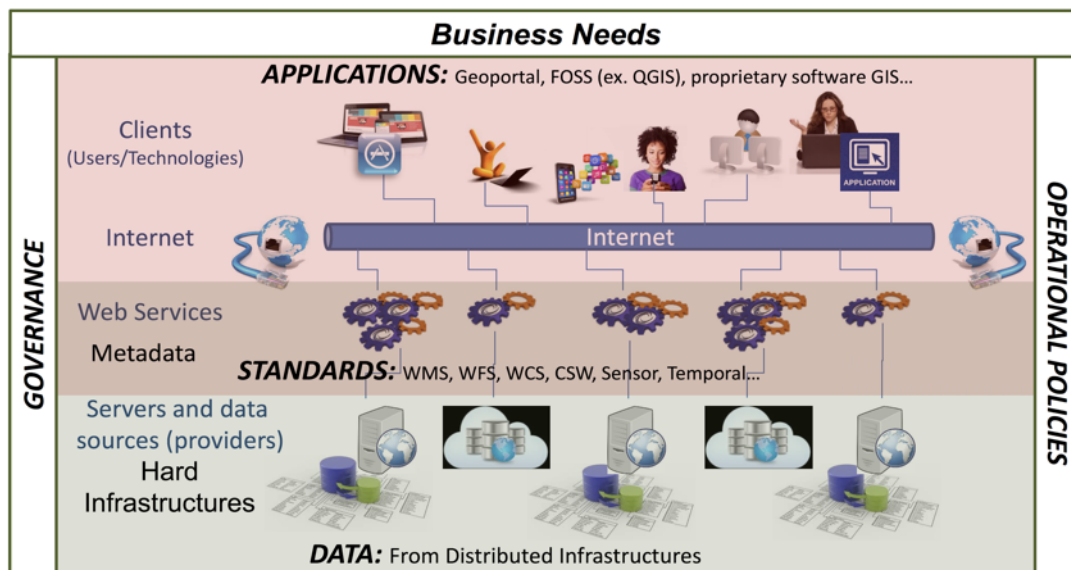 Business Needs
GOVERNANCE
OPERATIONAL POLICIES
APPLICATIONS: Geoportal, FOSS (ex. QGIS), proprietary software GIS...
Clients
(Users/Technologies)
APPLICATION
Internet
Internet
Web Services
Metadata
STANDARDS: WMS, WFS, WCS, CSW, Sensor, Temporal...
Servers and data
sources (providers)
Hard
Infrastructures
DATA: From Distributed Infrastructures